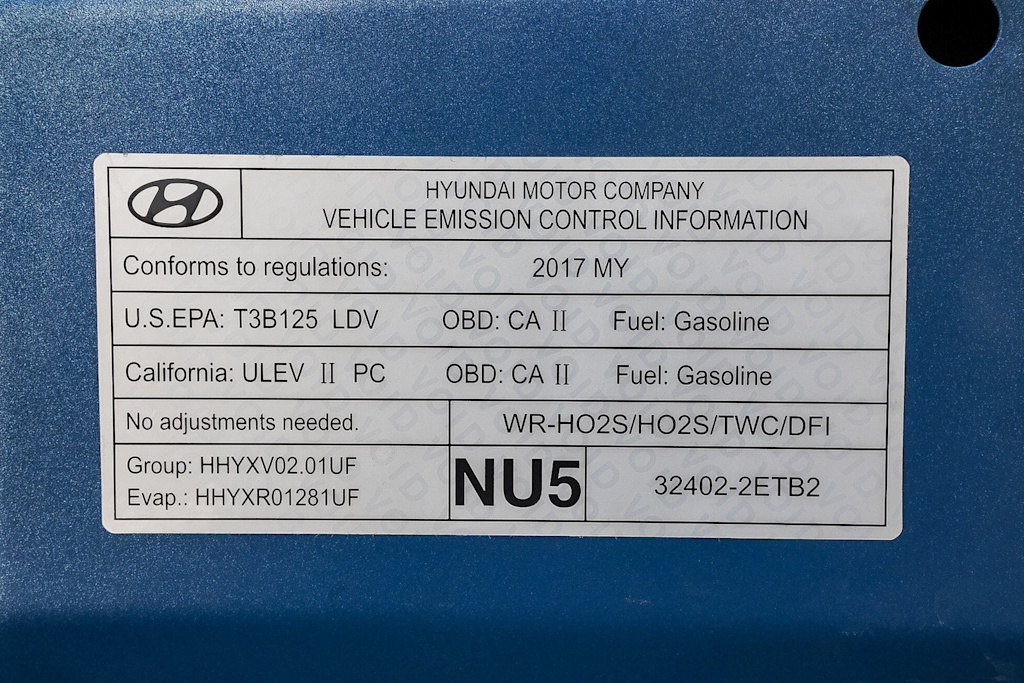 HYUNDAI MOTOR COMPANY
VEHICLE EMISSION CONTROL INFORMATION
Conforms to regulations: 2017 MY
U.S.EPA: T3B125 LDV OBD: CA II Fuel: Gasoline
California: ULEV II PC OBD: CA II Fuel: Gasoline
No adjustments needed. WR-HO2S/HO2S/TWC/DFI
Group: HHYXV02.01UF
Evap.: HHYXR01281UF
NU5
32402-2ETB2